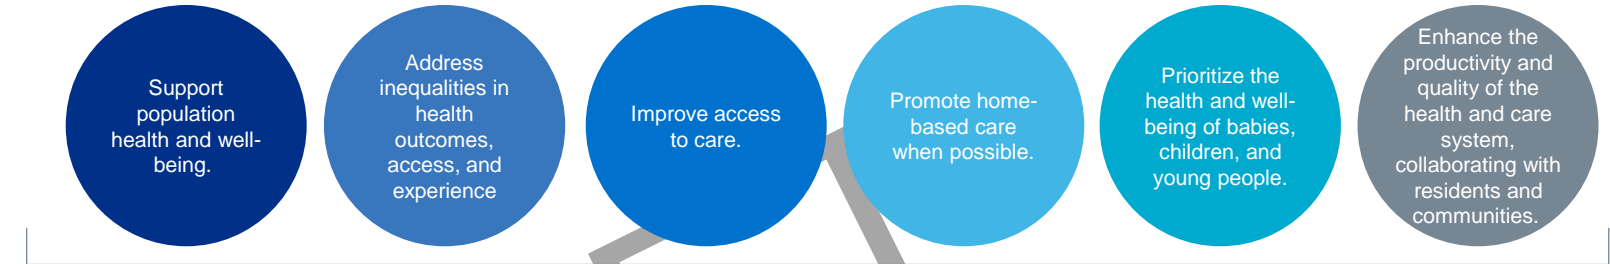 Support
population
health and well-
being.
Address
inequalities in
health
outcomes,
access, and
experience
Improve access
to care.
Promote home-
based care
when possible.
Prioritize the
health and well-
being of babies,
children, and
young people.
Enhance the
productivity and
quality of the
health and care
system,
collaborating with
residents and
communities.